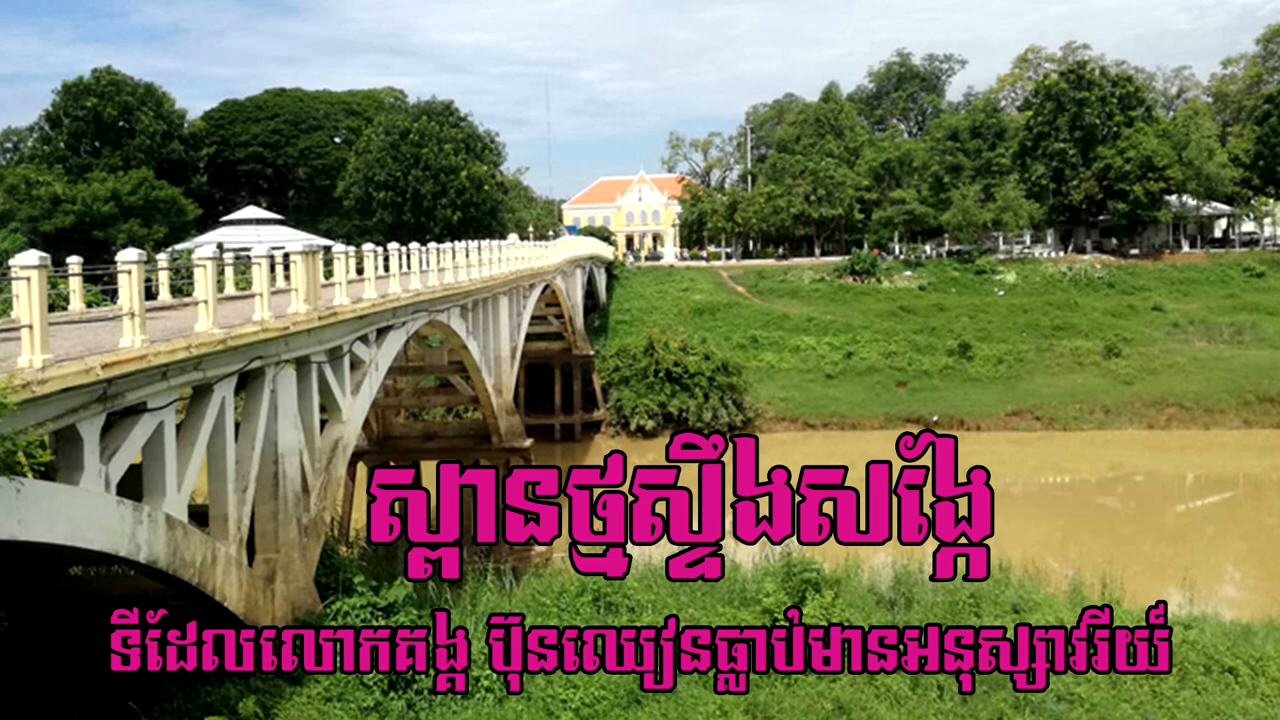 ស្ពានថ្មស្ទឹងសង្កែ
ទីដែលលោកគង្គ ប៊ុនឈឿនធ្លាប់មានអនុស្សាវរីយ៍